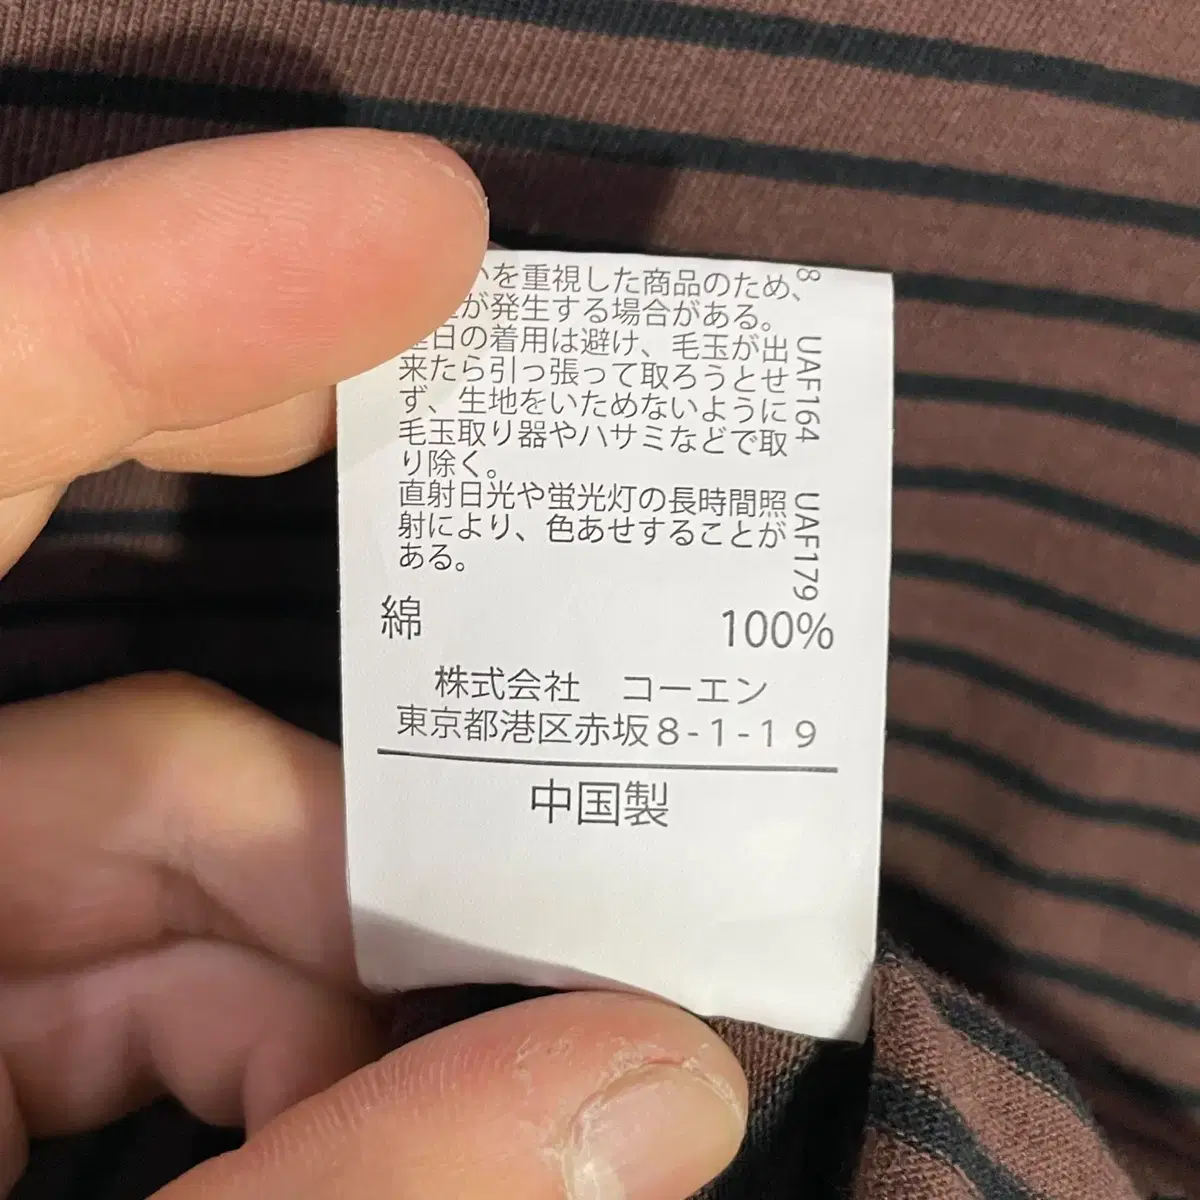 を重視した商品のため、
が発生する場合がある。
日の着用は避け、毛玉が出
来たら引っ張って取ろうとせ
ず、生地をいためないように
毛玉取り器やハサミなどで取
り除く。
直射日光や蛍光灯の長時間照
射により、色あせすることが
ある。
8 UAF164 UAF179
綿 100%
株式会社 コーエン
東京都港区赤坂8-1-19
中国製